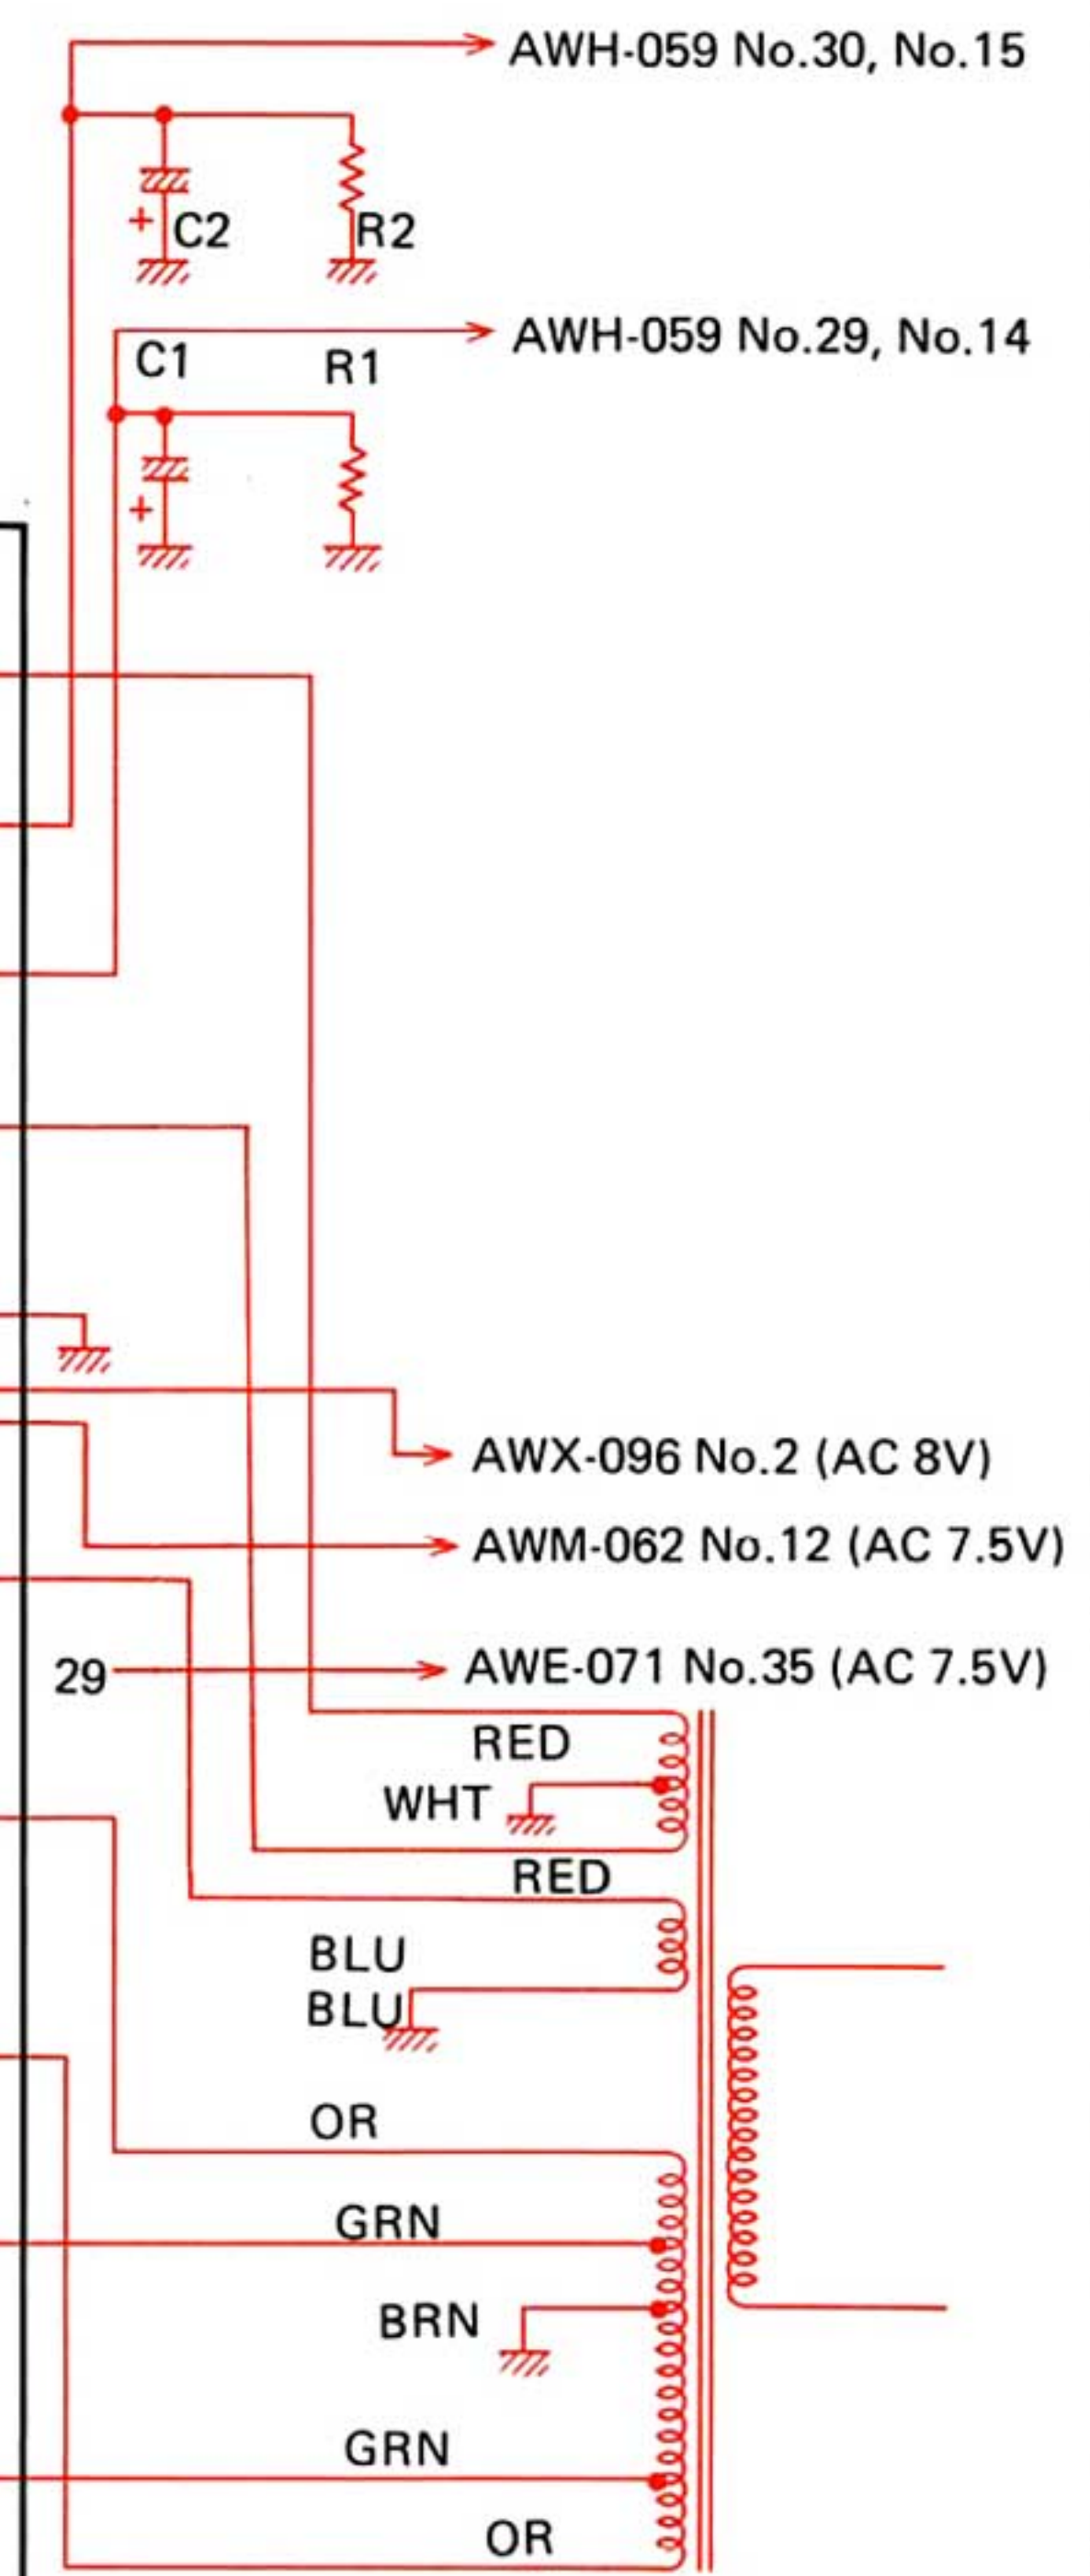 AWH-059 No.30, No.15
+ C2
R2
AWH-059 No.29, No.14
C1
R1
+
AWX-096 No.2 (AC 8V)
AWM-062 No.12 (AC 7.5V)
29
AWE-071 No.35 (AC 7.5V)
RED
WHT
RED
BLU
BLU
OR
GRN
BRN
GRN
OR